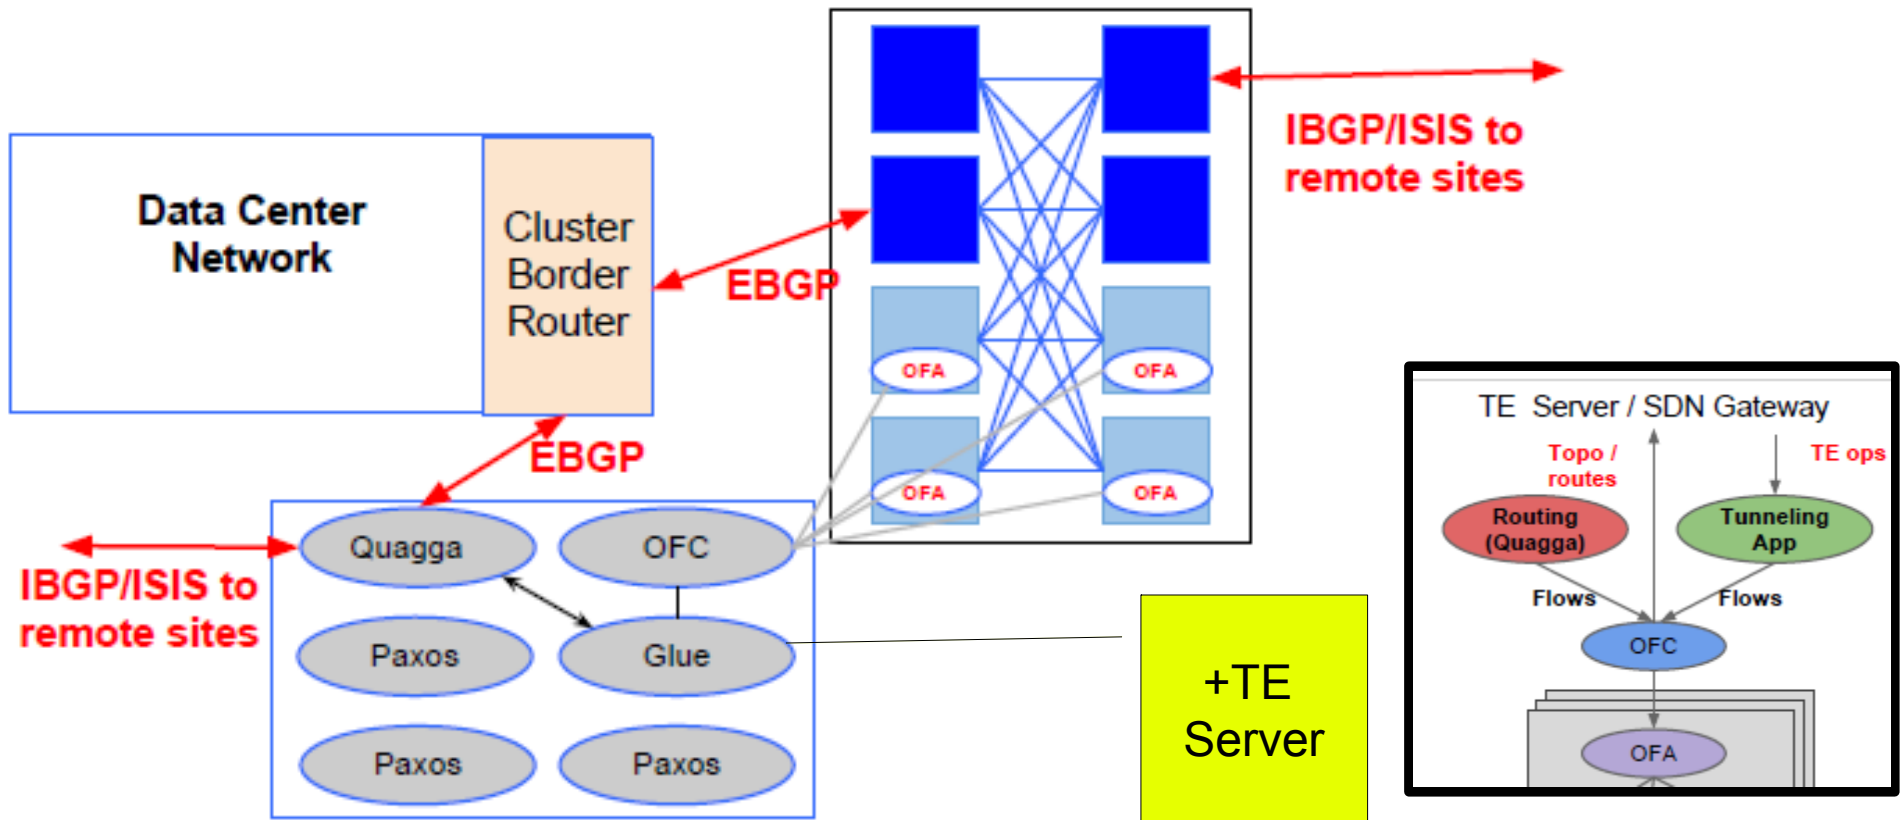 Data Center
Network
Cluster
Border
Router
EBGP
IBGP/ISIS to
remote sites
OFA
OFA
OFA
OFA
EBGP
IBGP/ISIS to
remote sites
Quagga
OFC
Paxos
Glue
Paxos
Paxos
+TE
Server
TE Server / SDN Gateway
Topo /
routes
TE ops
Routing
(Quagga)
Tunneling
App
Flows
Flows
OFC
OFA